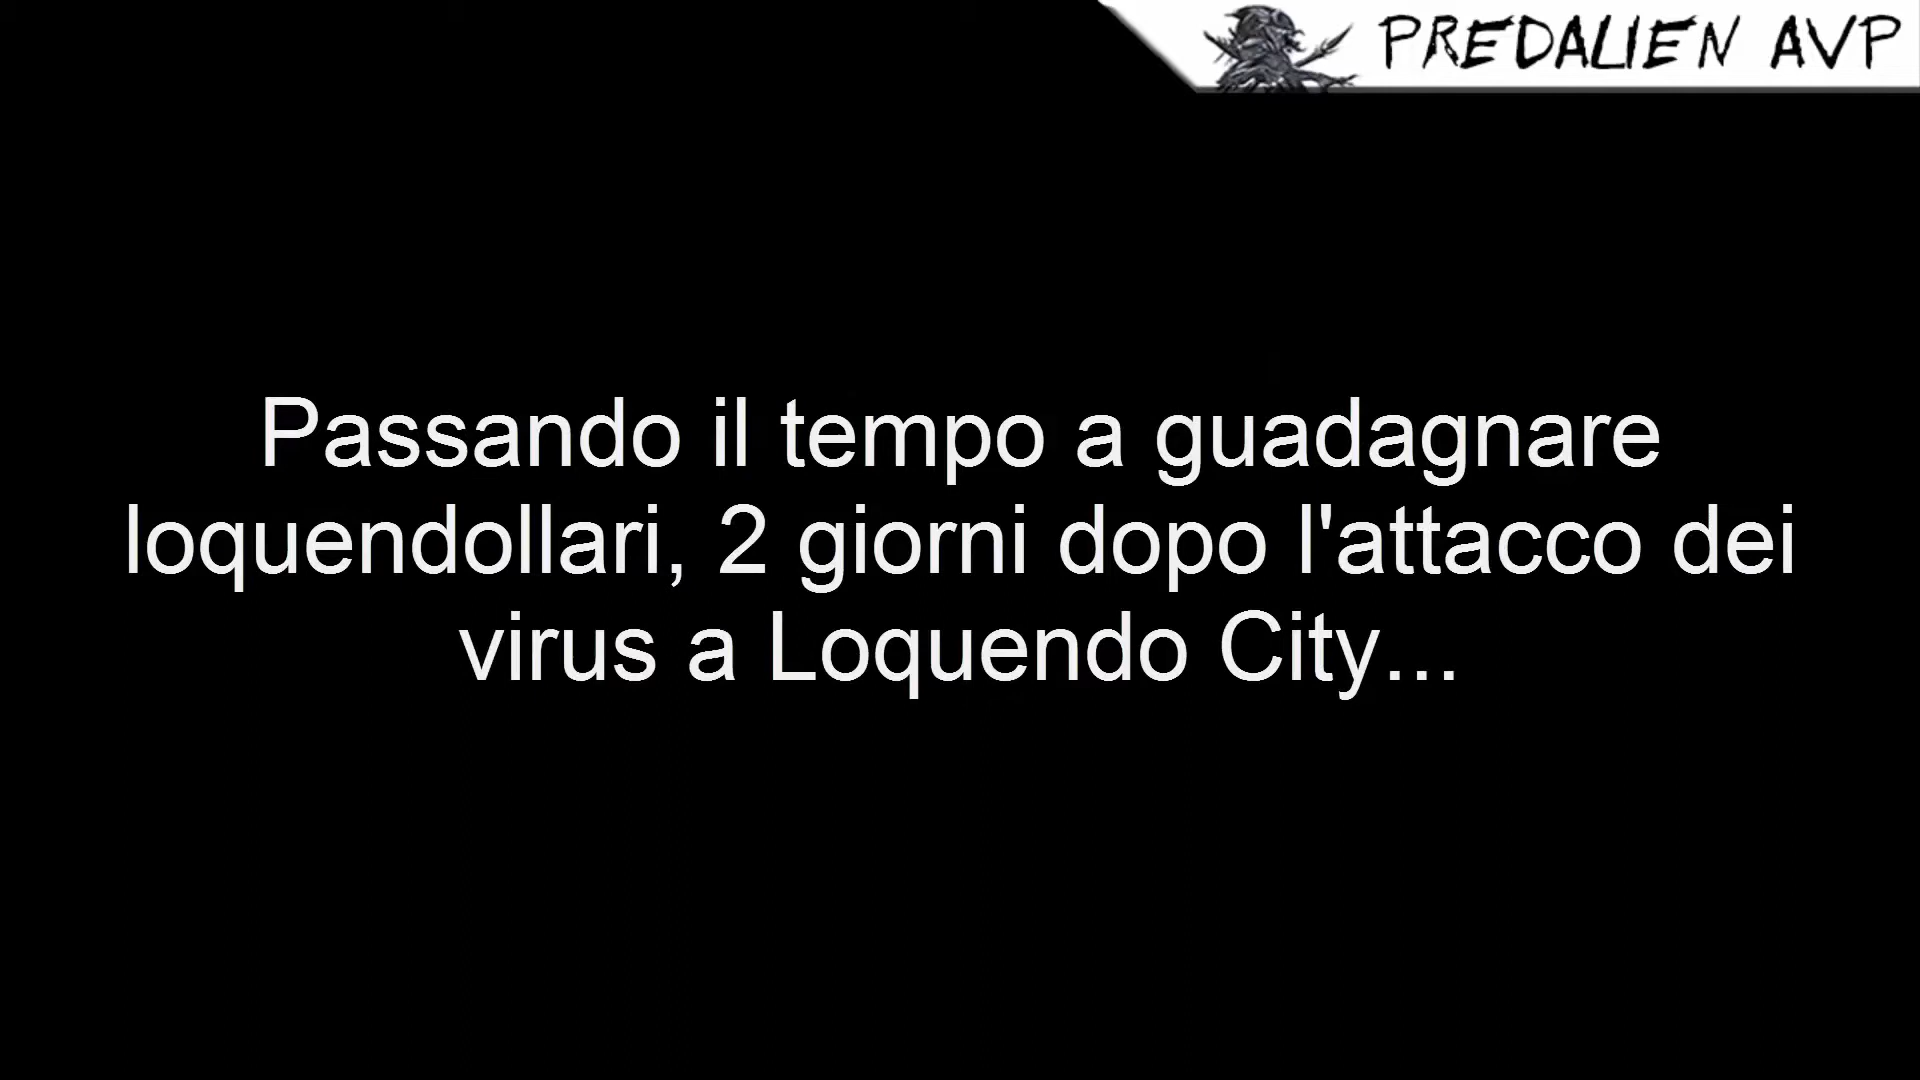 PREDALIEN AVP
Passando il tempo a guadagnare
loquendollari, 2 giorni dopo l'attacco dei
virus a Loquendo City...